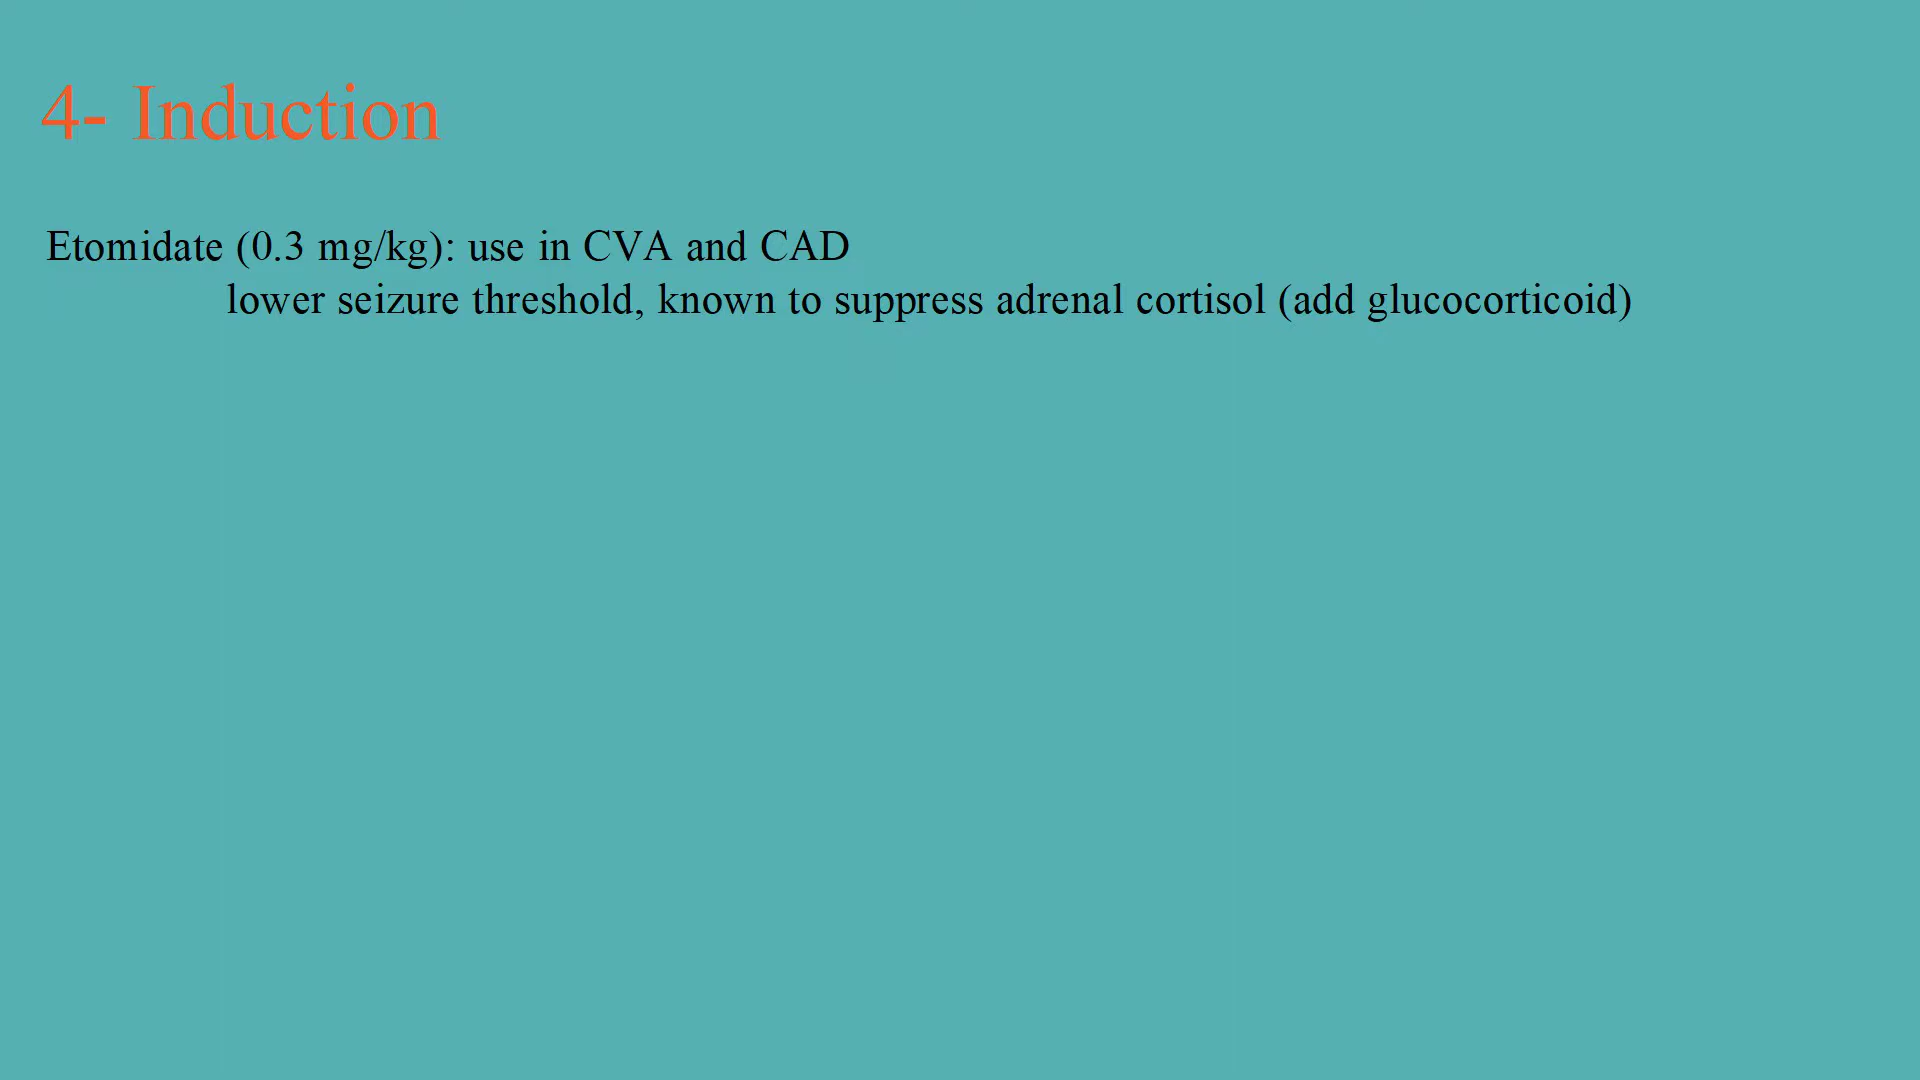 4- Induction
Etomidate (0.3 mg/kg): use in CVA and CAD
lower seizure threshold, known to suppress adrenal cortisol (add glucocorticoid)